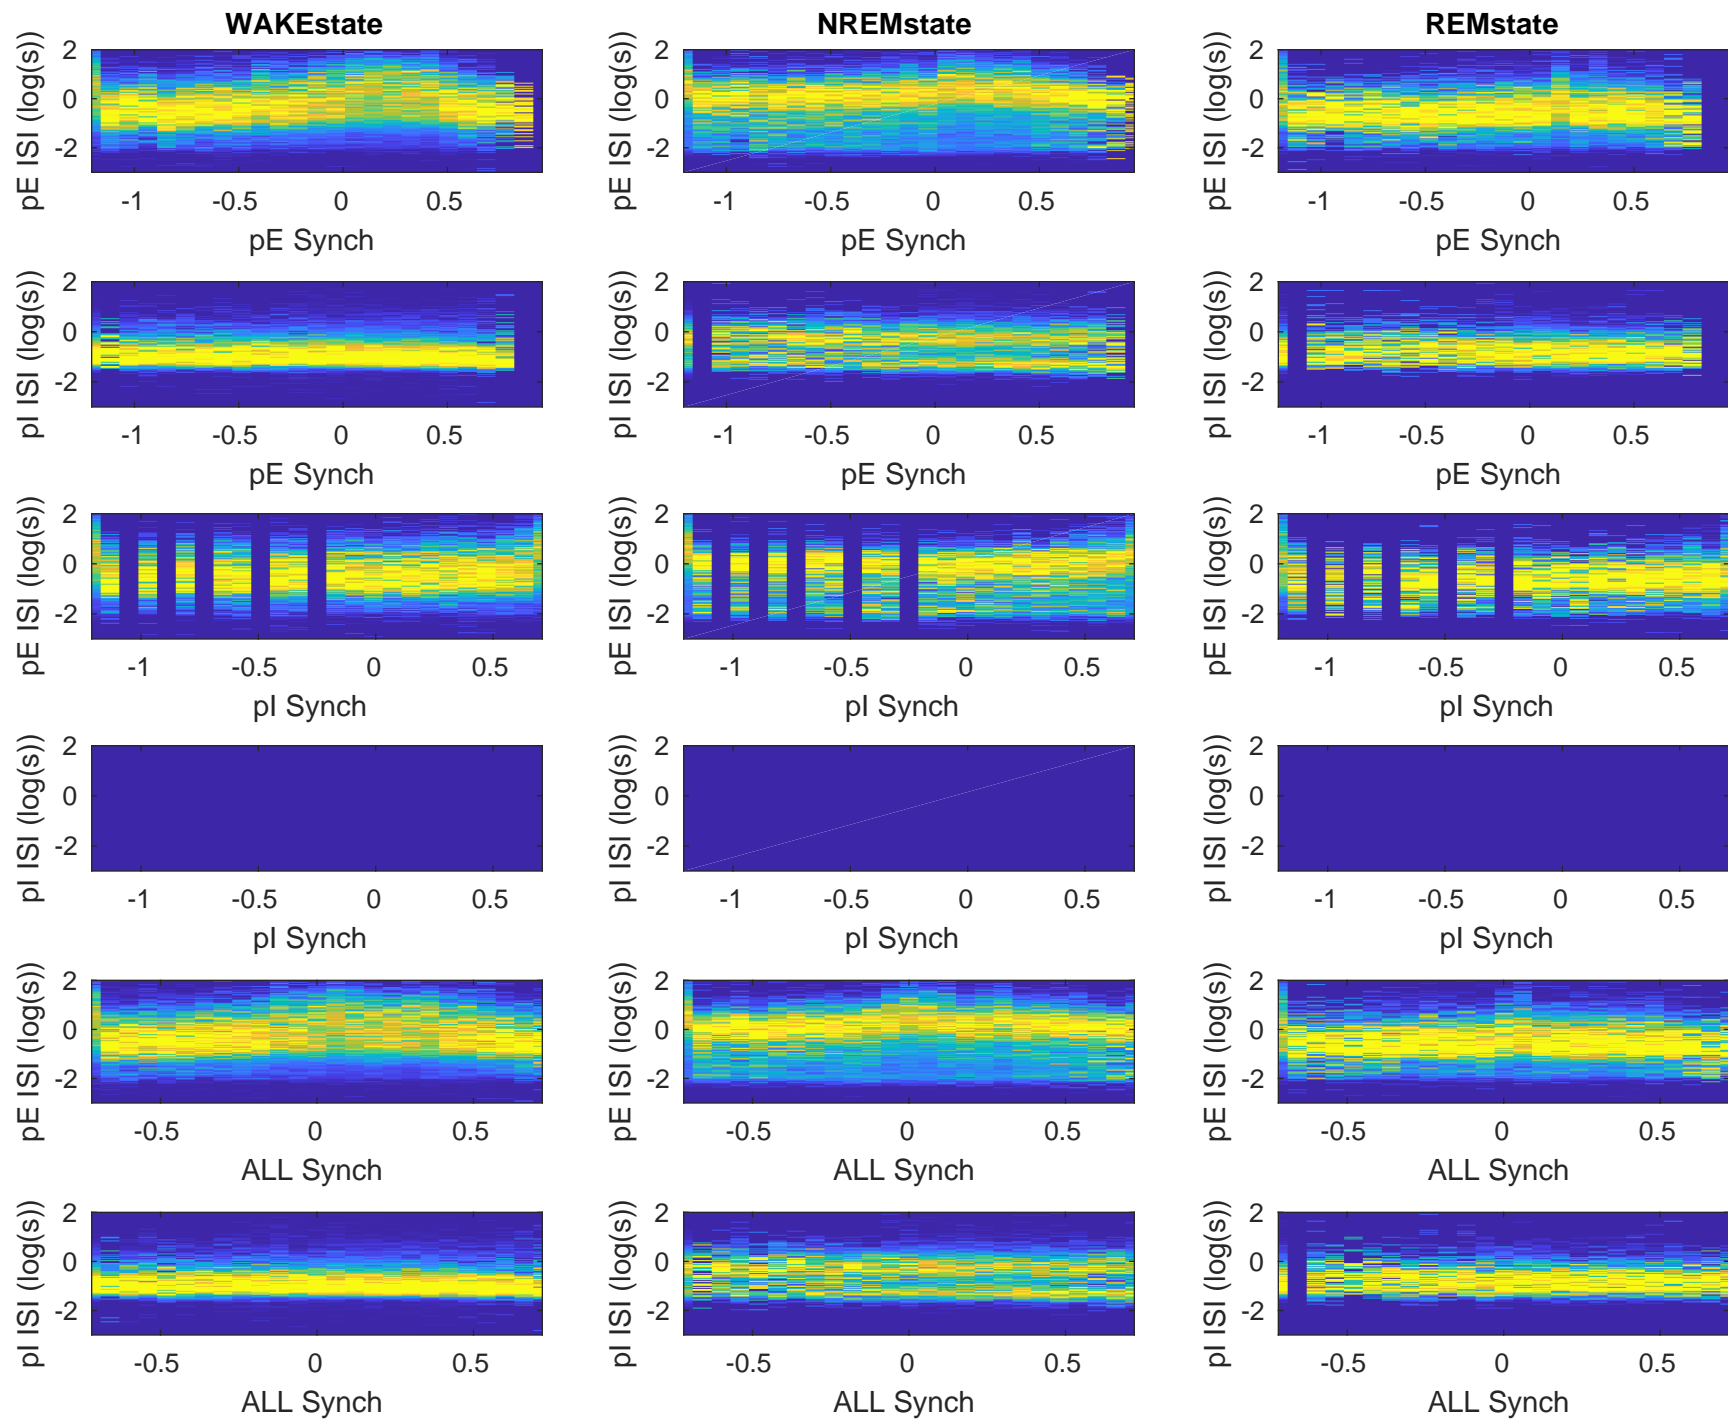 WAKEstate NREMstate REMstate
pE ISI (log(s)) 2 0 -2 pE ISI (log(s)) 2 0 -2 pE ISI (log(s)) 2 0 -2
-1 -0.5 0 0.5 -1 -0.5 0 0.5 -1 -0.5 0 0.5
pE Synch pE Synch pE Synch
pI ISI (log(s)) 2 0 -2 pI ISI (log(s)) 2 0 -2 pI ISI (log(s)) 2 0 -2
-1 -0.5 0 0.5 -1 -0.5 0 0.5 -1 -0.5 0 0.5
pE Synch pE Synch pE Synch
pE ISI (log(s)) 2 0 -2 pE ISI (log(s)) 2 0 -2 pE ISI (log(s)) 2 0 -2
-1 -0.5 0 0.5 -1 -0.5 0 0.5 -1 -0.5 0 0.5
pI Synch pI Synch pI Synch
pI ISI (log(s)) 2 0 -2 pI ISI (log(s)) 2 0 -2 pI ISI (log(s)) 2 0 -2
-1 -0.5 0 0.5 -1 -0.5 0 0.5 -1 -0.5 0 0.5
pI Synch pI Synch pI Synch
pE ISI (log(s)) 2 0 -2 pE ISI (log(s)) 2 0 -2 pE ISI (log(s)) 2 0 -2
-0.5 0 0.5 -0.5 0 0.5 -0.5 0 0.5
ALL Synch ALL Synch ALL Synch
pI ISI (log(s)) 2 0 -2 pI ISI (log(s)) 2 0 -2 pI ISI (log(s)) 2 0 -2
-0.5 0 0.5 -0.5 0 0.5 -0.5 0 0.5
ALL Synch ALL Synch ALL Synch